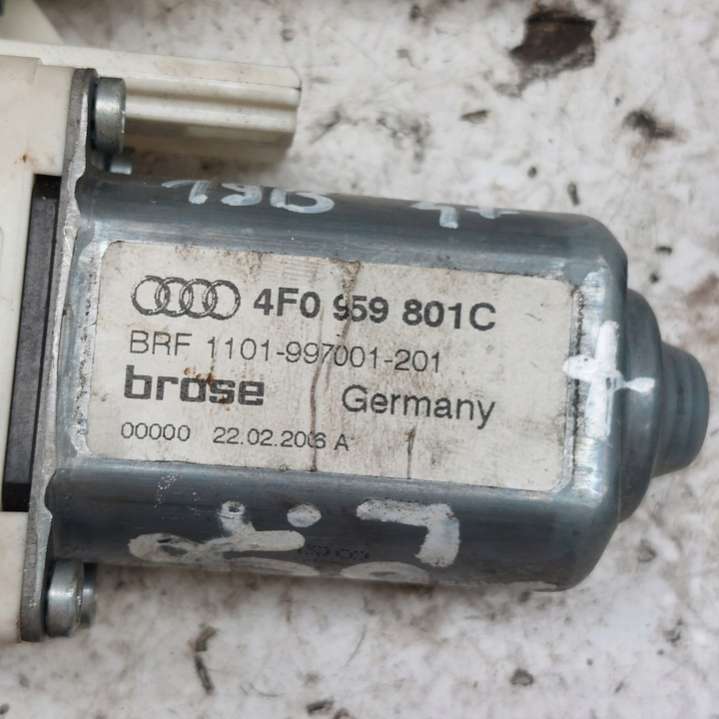 4F0 959 801C
BRF 1101-997001-201
brose Germany
00000 22.02.2006 A